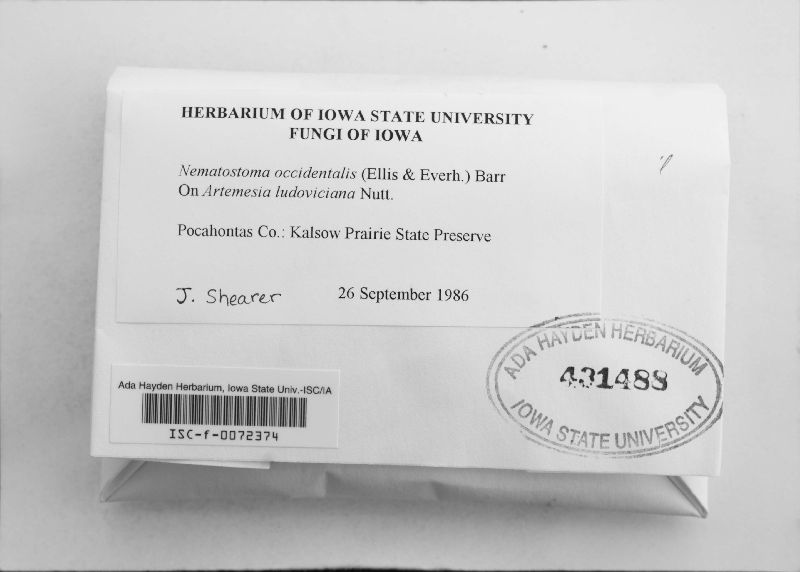 HERBARIUM OF IOWA STATE UNIVERSITY
FUNGI OF IOWA
Nematostoma occidentalis (Ellis & Everh.) Barr
On Artemesia ludoviciana Nutt.
Pocahontas Co.: Kalsow Prairie State Preserve
J. Shearer 26 September 1986
ADA HAYDEN HERBARIUM
431488
IOWA STATE UNIVERSITY
Ada Hayden Herbarium, Iowa State Univ.-ISC/IA
ISC-f-0072374